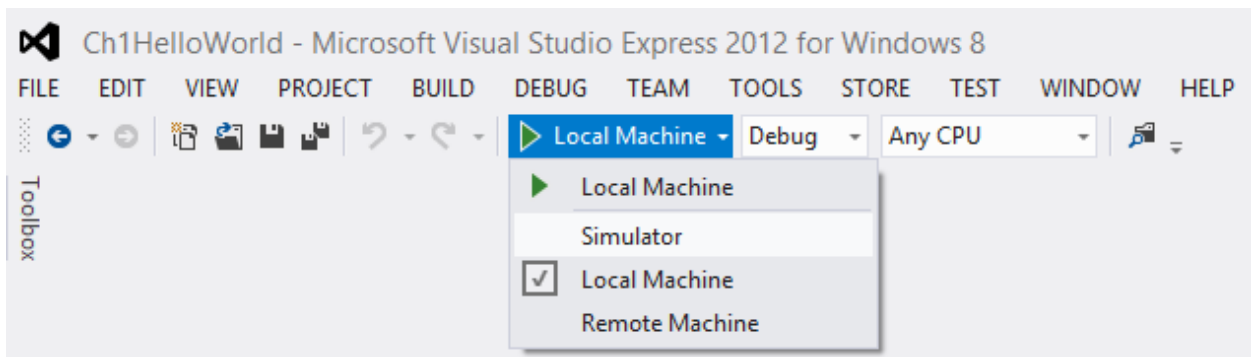 Ch1HelloWorld - Microsoft Visual Studio Express 2012 for Windows 8
FILE EDIT VIEW PROJECT BUILD DEBUG TEAM TOOLS STORE TEST WINDOW HELP
Local Machine Debug Any CPU
Toolbox
Local Machine
Simulator
Local Machine
Remote Machine